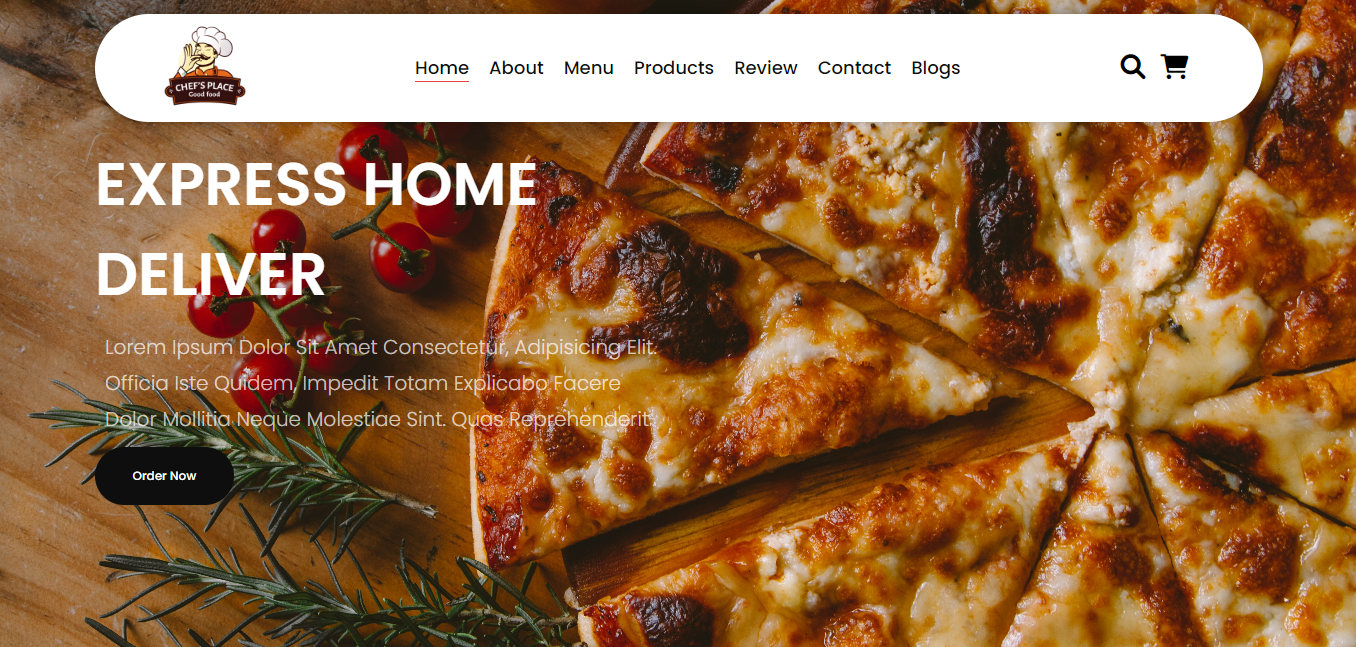 CHEF'S PLACE
Good food
Home About Menu Products Review Contact Blogs
EXPRESS HOME
DELIVER
Lorem Ipsum Dolor Sit Amet Consectetur, Adipisicing Elit.
Officia Iste Quidem, Impedit Totam Explicabo Facere
Dolor Mollitia Neque Molestiae Sint. Quas Reprehenderit.
Order Now